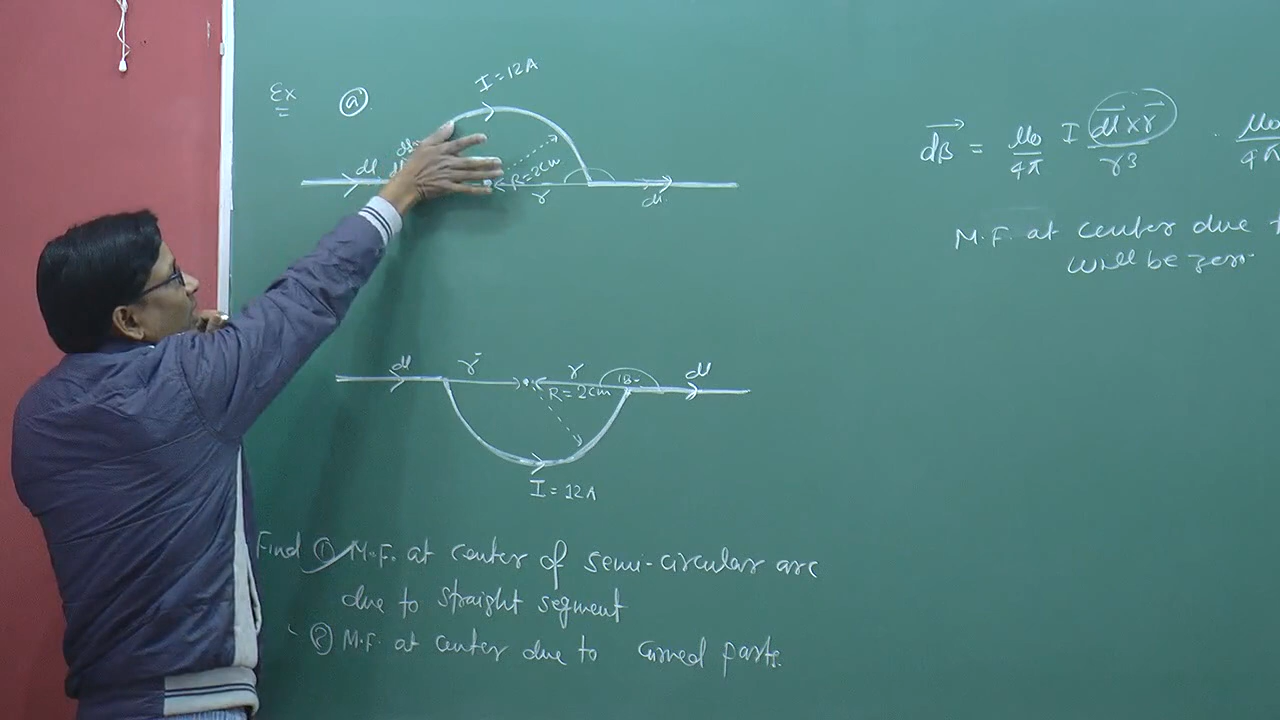 Ex ⓐ
I = 12A
dl dl
R = 2cm
r dl
dl r r dl
R = 2cm
I = 12A
Find ① M.F. at center of semi-circular arc
due to straight segment
② M.F. at center due to curved parts.
dB⃗ = μ₀/4π I dl⃗ × r⃗ / r³ . μ₀/4π
M.F. at center due
will be zero.